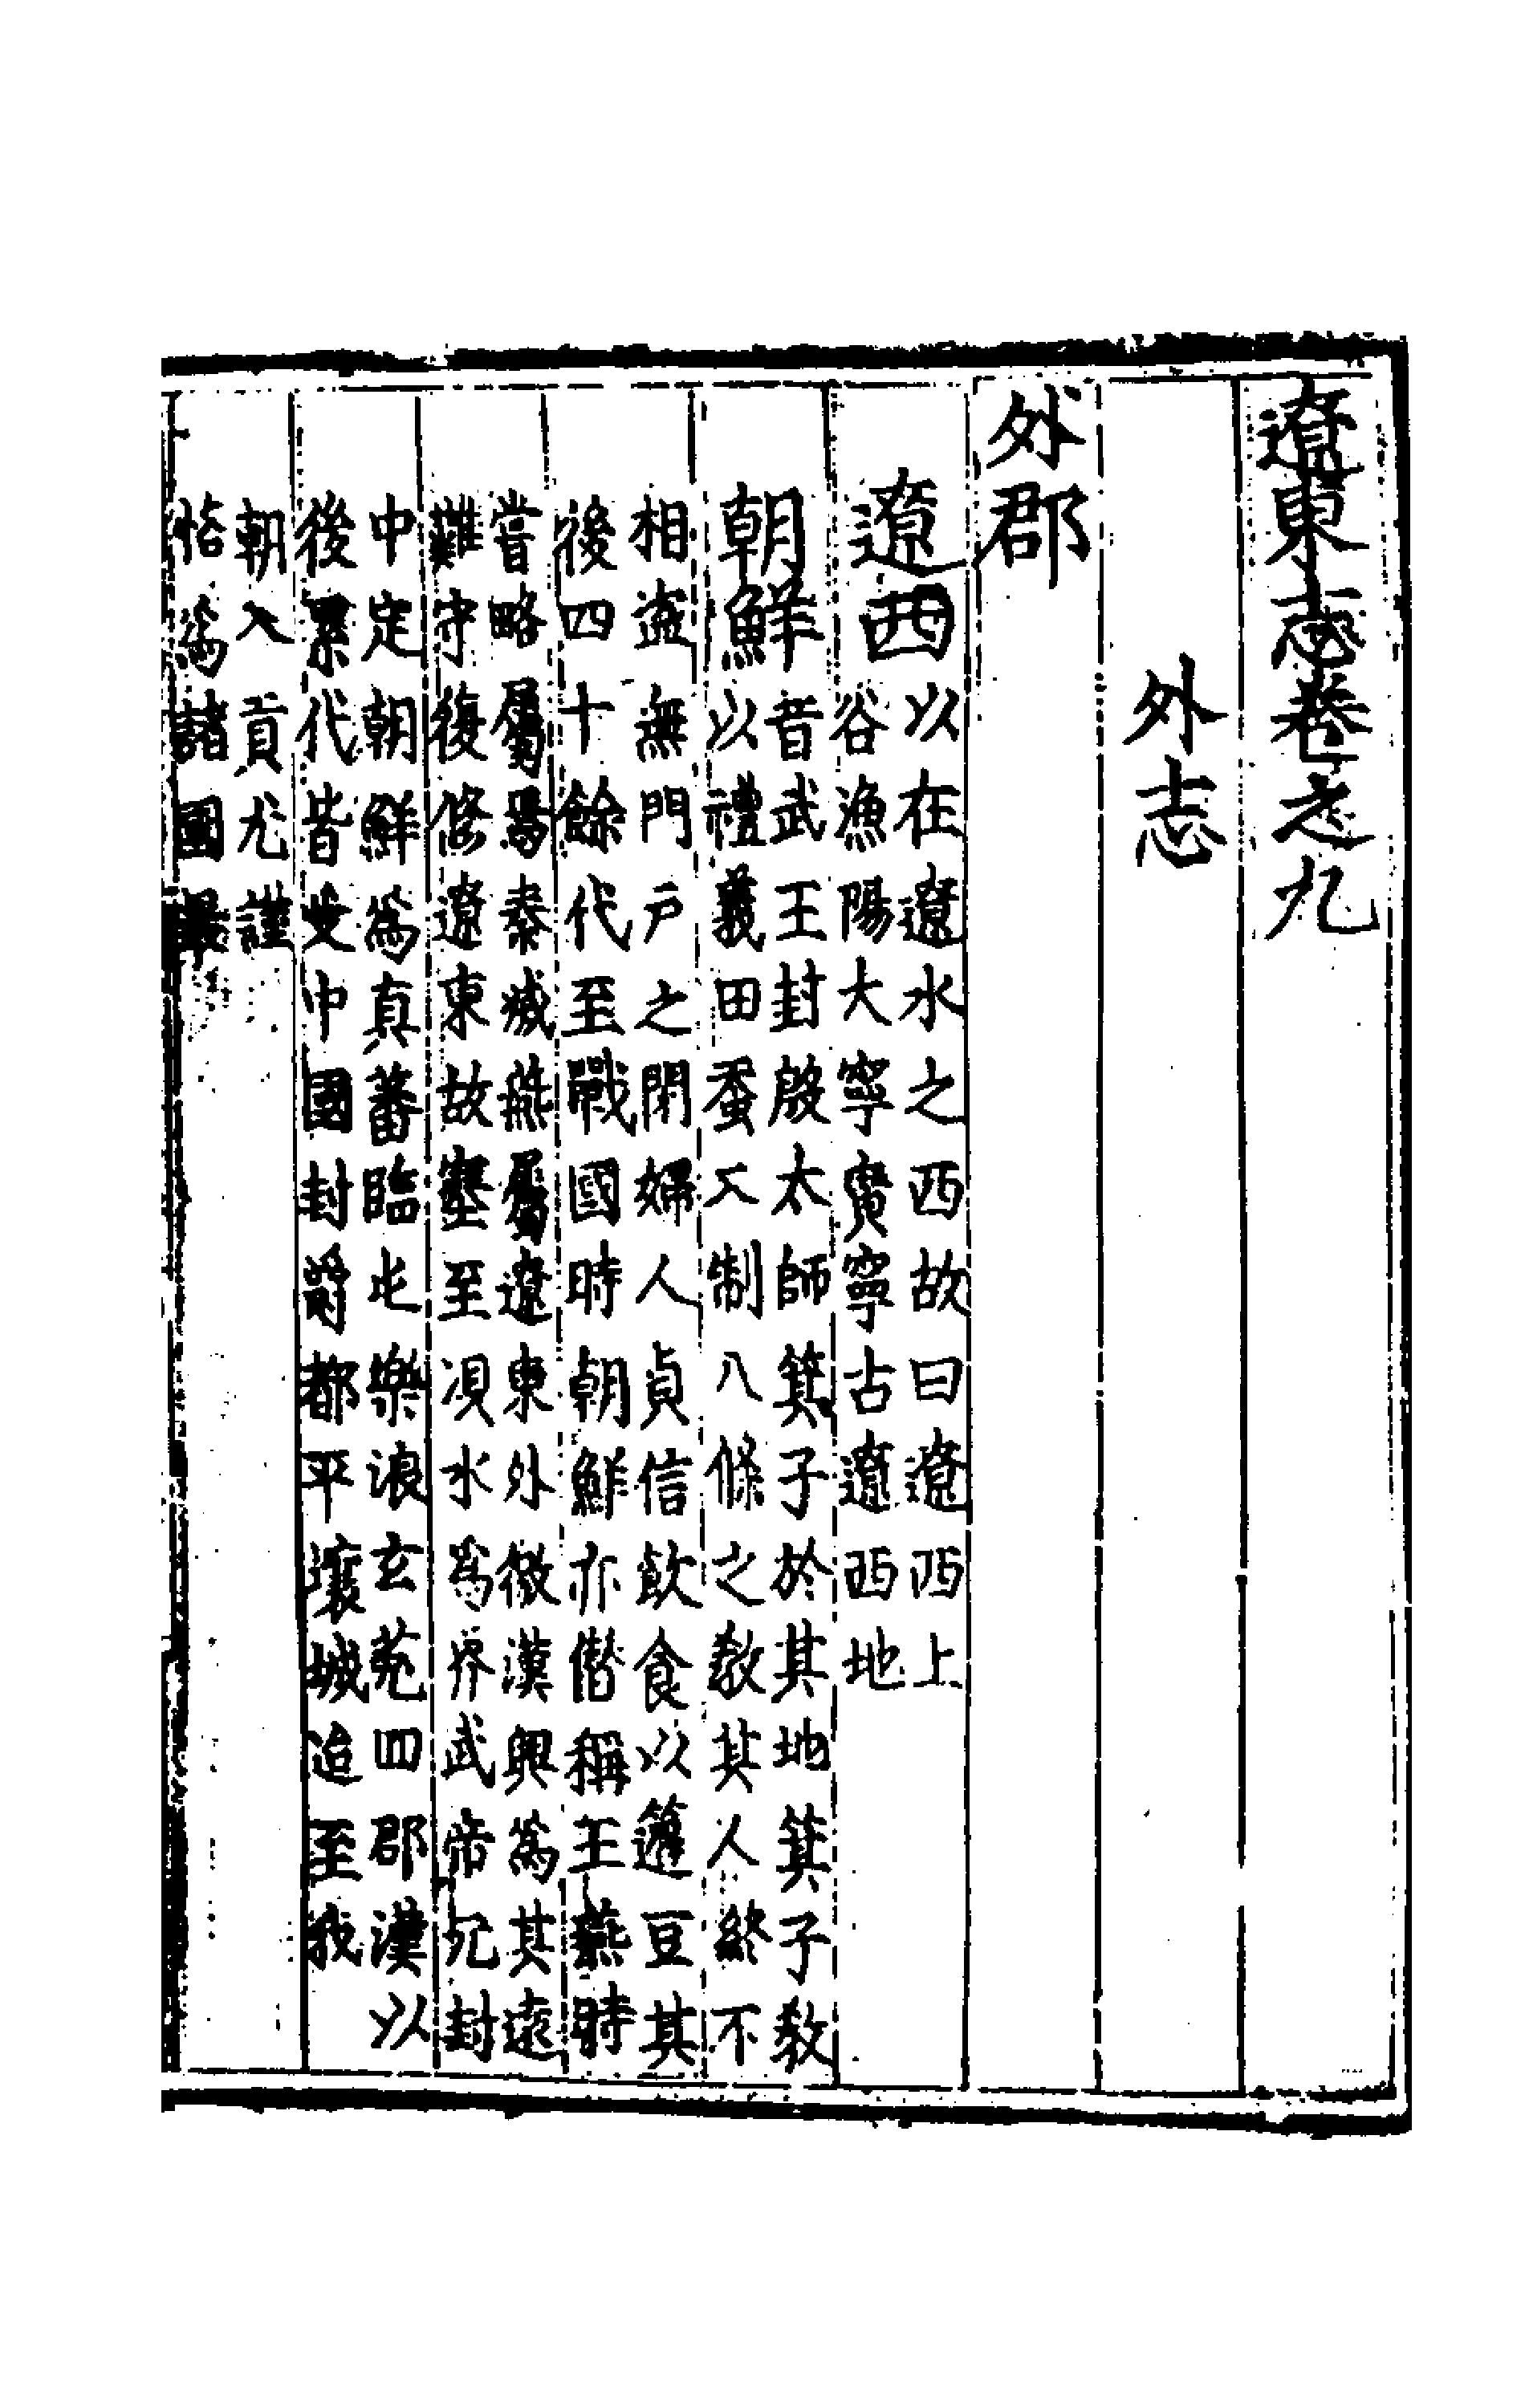 遼東志卷之九
外志
外郡
遼西以在遼水之西故曰遼西上
谷漁陽大寧廣寧古遼西地
朝鮮昔武王封殷太師箕子於其地箕子教
以禮義田蚕又制八條之教其人終不
相盗無門戶之閉婦人貞信飲食以籩豆其
後四十餘代至戰國時朝鮮亦僣稱王燕時
嘗略屬焉秦滅燕屬遼東外徼漢興為其遠
難守復修遼東故塞至浿水為界武帝元封
中定朝鮮為真蕃臨屯樂浪玄菟四郡漢以
後累代皆受中國封爵都平壤城迨至我
朝入貢尤謹
恪為諸國最